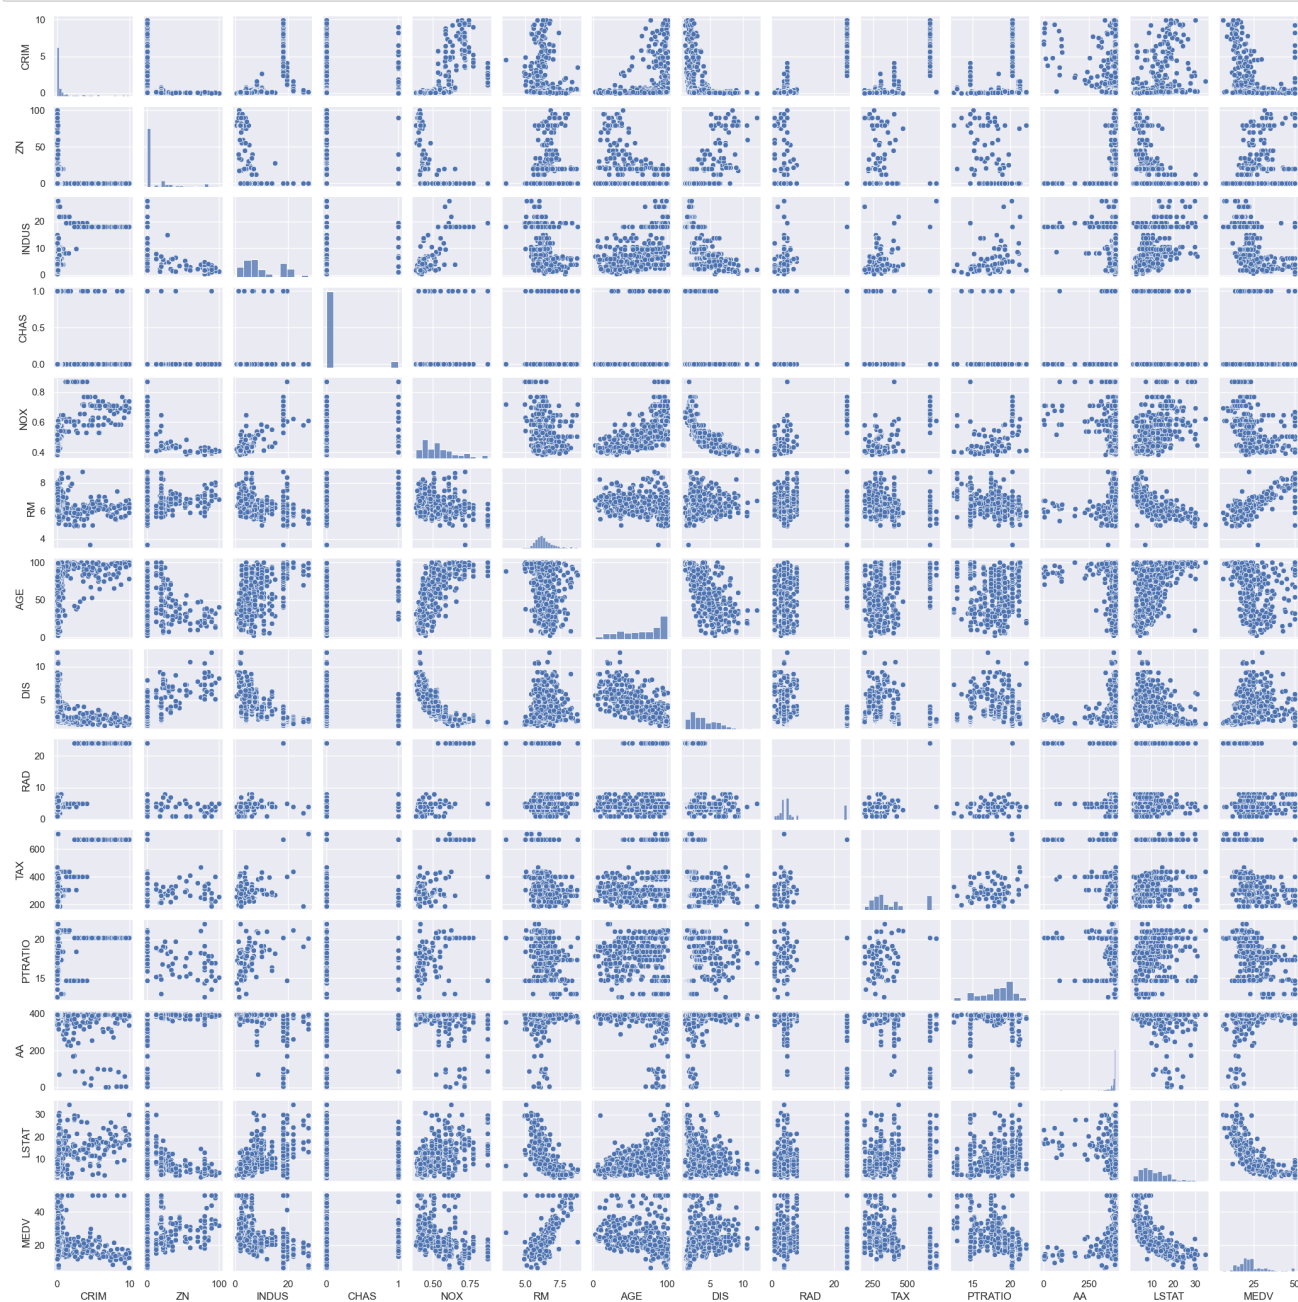 10
5
0
CRIM
100
50
0
ZN
20
10
0
INDUS
1.0
0.5
0.0
CHAS
0.8
0.6
0.4
NOX
8
6
4
RM
100
50
0
AGE
10
5
DIS
20
10
0
RAD
600
400
200
TAX
20
15
PTRATIO
400
200
0
AA
30
20
10
LSTAT
40
20
MEDV
0 10 0 100 0 20 0 1 0.50 0.75 5.0 7.5 0 100 5 10 0 20 250 500 15 20 0 250 10 20 30 25 50
CRIM ZN INDUS CHAS NOX RM AGE DIS RAD TAX PTRATIO AA LSTAT MEDV